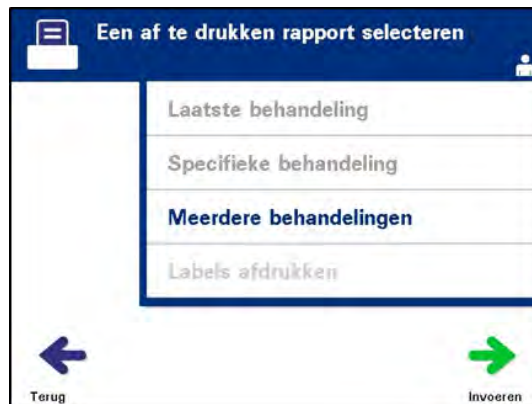 Een af te drukken rapport selecteren
Laatste behandeling
Specifieke behandeling
Meerdere behandelingen
Labels afdrukken
Terug
Invoeren